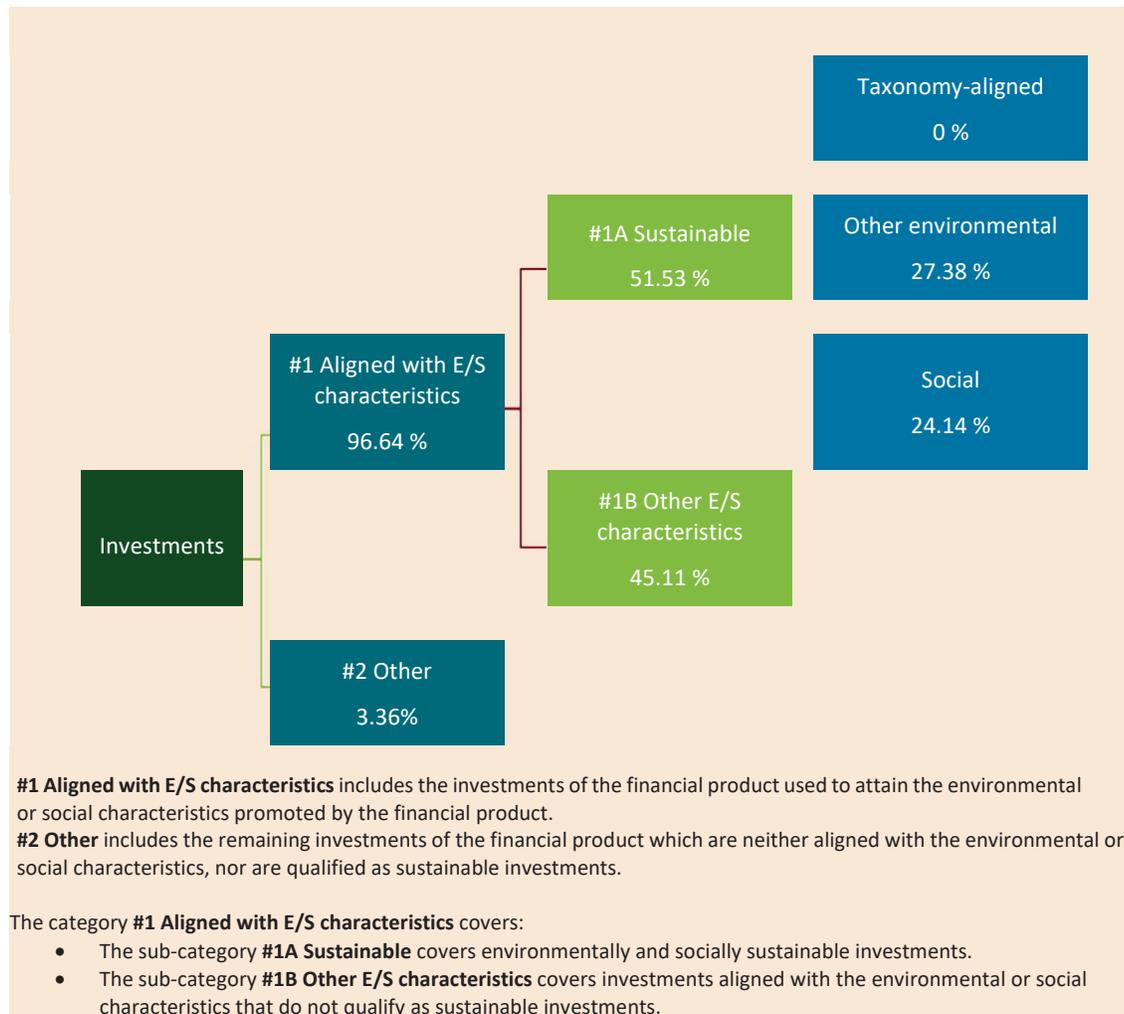 Taxonomy-aligned
0 %
#1A Sustainable
51.53 %
Other environmental
27.38 %
#1 Aligned with E/S
characteristics
96.64 %
Social
24.14 %
Investments
#1B Other E/S
characteristics
45.11 %
#2 Other
3.36%
#1 Aligned with E/S characteristics includes the investments of the financial product used to attain the environmental
or social characteristics promoted by the financial product.
#2 Other includes the remaining investments of the financial product which are neither aligned with the environmental or
social characteristics, nor are qualified as sustainable investments.
The category #1 Aligned with E/S characteristics covers:
• The sub-category #1A Sustainable covers environmentally and socially sustainable investments.
• The sub-category #1B Other E/S characteristics covers investments aligned with the environmental or social
characteristics that do not qualify as sustainable investments.